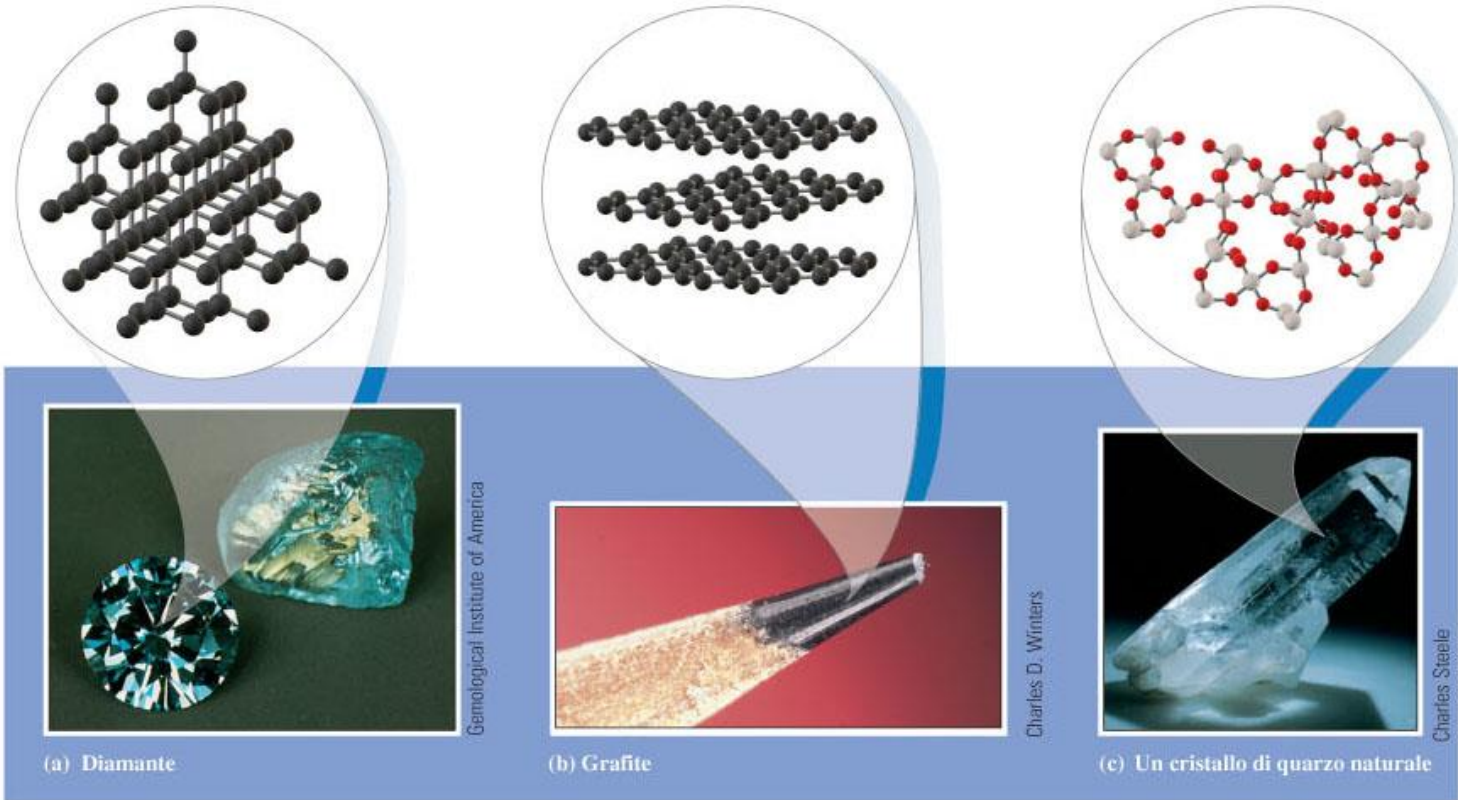 Gemological Institute of America
Charles D. Winters
Charles Steele
(a) Diamante
(b) Grafite
(c) Un cristallo di quarzo naturale